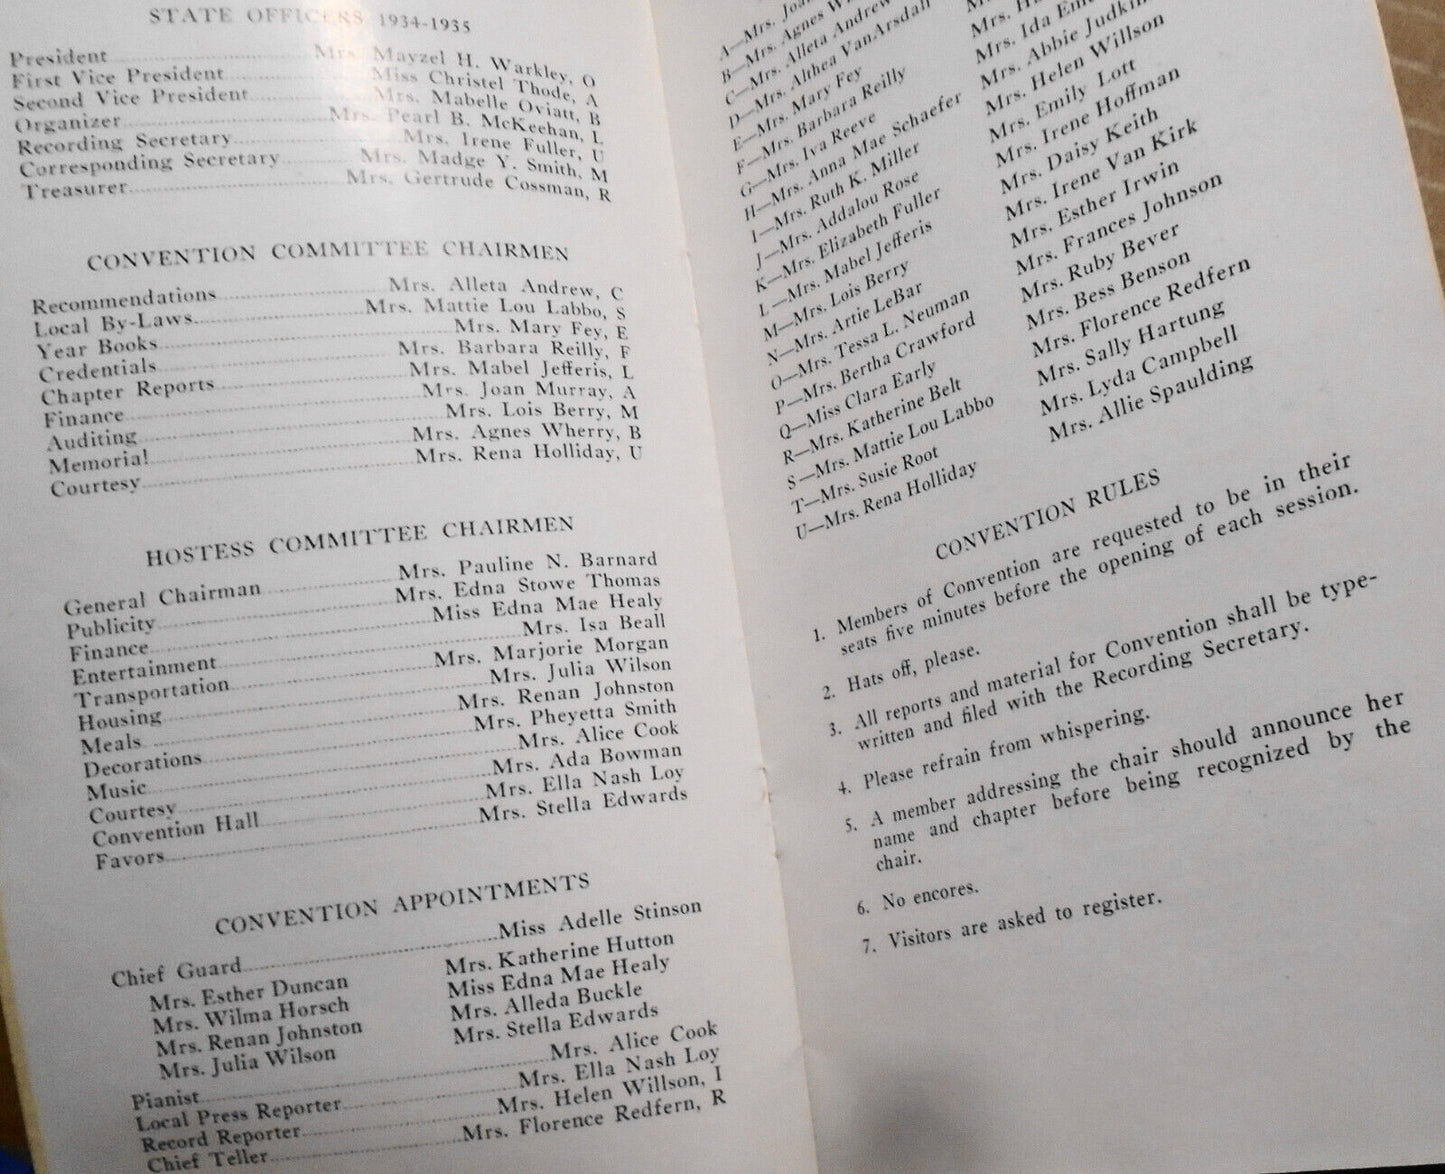 STATE OFFICERS 1934-1935
President Mrs. Mayzel H. Warkley, O
First Vice President Miss Christel Thode, A
Second Vice President Mrs. Mabelle Oviatt, B
Organizer Mrs. Pearl B. McKeehan, L
Recording Secretary Mrs. Irene Fuller, U
Corresponding Secretary Mrs. Madge Y. Smith, M
Treasurer Mrs. Gertrude Cossman, R
CONVENTION COMMITTEE CHAIRMEN
Recommendations Mrs. Alleta Andrew, C
Local By-Laws Mrs. Mattie Lou Labbo, S
Year Books Mrs. Mary Fey, E
Credentials Mrs. Barbara Reilly, F
Chapter Reports Mrs. Mabel Jefferis, L
Finance Mrs. Joan Murray, A
Auditing Mrs. Lois Berry, M
Memorial Mrs. Agnes Wherry, B
Courtesy Mrs. Rena Holliday, U
HOSTESS COMMITTEE CHAIRMEN
General Chairman Mrs. Pauline N. Barnard
Publicity Mrs. Edna Stowe Thomas
Finance Miss Edna Mae Healy
Entertainment Mrs. Isa Beall
Transportation Mrs. Marjorie Morgan
Housing Mrs. Julia Wilson
Meals Mrs. Renan Johnston
Decorations Mrs. Pheyetta Smith
Music Mrs. Alice Cook
Courtesy Mrs. Ada Bowman
Convention Hall Mrs. Ella Nash Loy
Favors Mrs. Stella Edwards
CONVENTION APPOINTMENTS
Chief Guard Miss Adelle Stinson
Mrs. Esther Duncan Mrs. Katherine Hutton
Mrs. Wilma Horsch Miss Edna Mae Healy
Mrs. Renan Johnston Mrs. Alleda Buckle
Mrs. Julia Wilson Mrs. Stella Edwards
Pianist Mrs. Alice Cook
Local Press Reporter Mrs. Ella Nash Loy
Record Reporter Mrs. Helen Willson, I
Chief Teller Mrs. Florence Redfern, R
A—Mrs.
B—Mrs. Agnes
C—Mrs. Alleta Andrew
D—Mrs. Althea VanArsdall
E—Mrs. Mary Fey
F—Mrs. Barbara Reilly
G—Mrs. Iva Reeve
H—Mrs. Anna Mae Schaefer
I—Mrs. Ruth K. Miller
J—Mrs. Addalou Rose
K—Mrs. Elizabeth Fuller
L—Mrs. Mabel Jefferis
M—Mrs. Lois Berry
N—Mrs. Artie LeBar
O—Mrs. Tessa L. Neuman
P—Mrs. Bertha Crawford
Q—Miss Clara Early
R—Mrs. Katherine Belt
S—Mrs. Mattie Lou Labbo
T—Mrs. Susie Root
U—Mrs. Rena Holliday
Mrs.
Mrs. Ida
Mrs. Abbie
Mrs. Helen Willson
Mrs. Emily Lott
Mrs. Irene Hoffman
Mrs. Daisy Keith
Mrs. Irene Van Kirk
Mrs. Esther Irwin
Mrs. Frances Johnson
Mrs. Ruby Bever
Mrs. Bess Benson
Mrs. Florence Redfern
Mrs. Sally Hartung
Mrs. Lyda Campbell
Mrs. Allie Spaulding
CONVENTION RULES
1. Members of Convention are requested to be in their
seats five minutes before the opening of each session.
2. Hats off, please.
3. All reports and material for Convention shall be type-
written and filed with the Recording Secretary.
4. Please refrain from whispering.
5. A member addressing the chair should announce her
name and chapter before being recognized by the
chair.
6. No encores.
7. Visitors are asked to register.